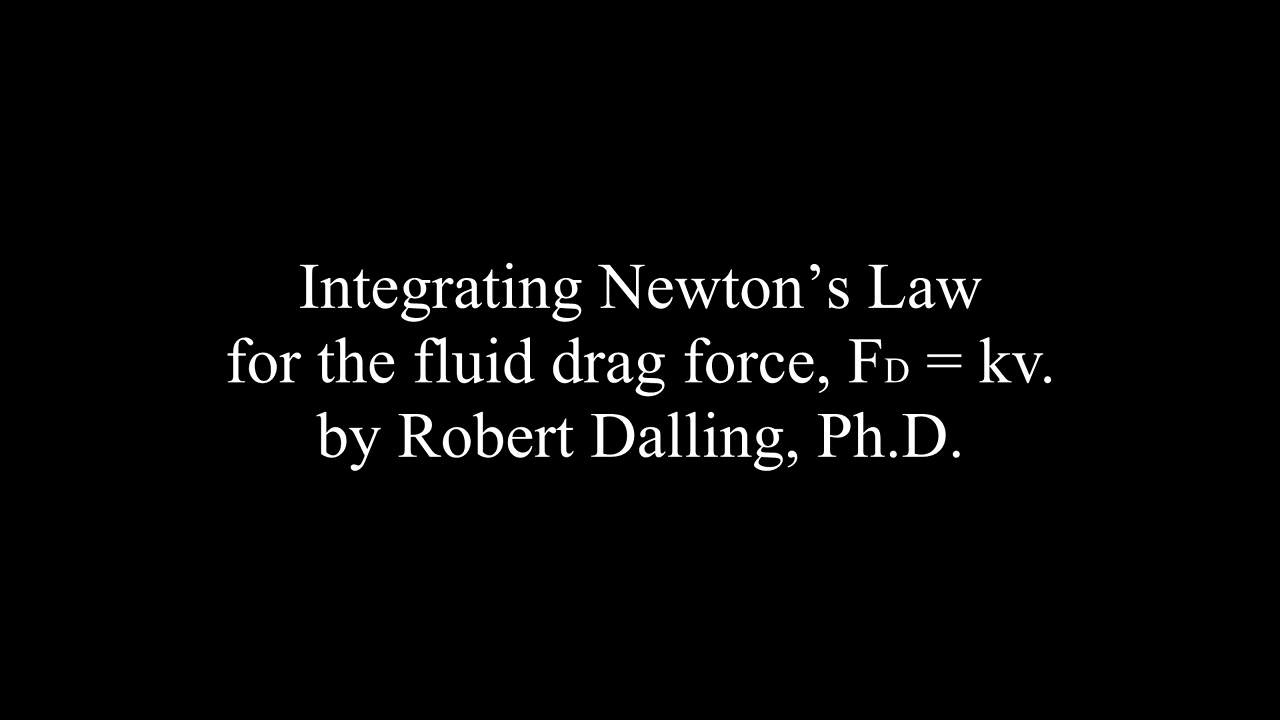 Integrating Newton’s Law
for the fluid drag force, FD = kv.
by Robert Dalling, Ph.D.